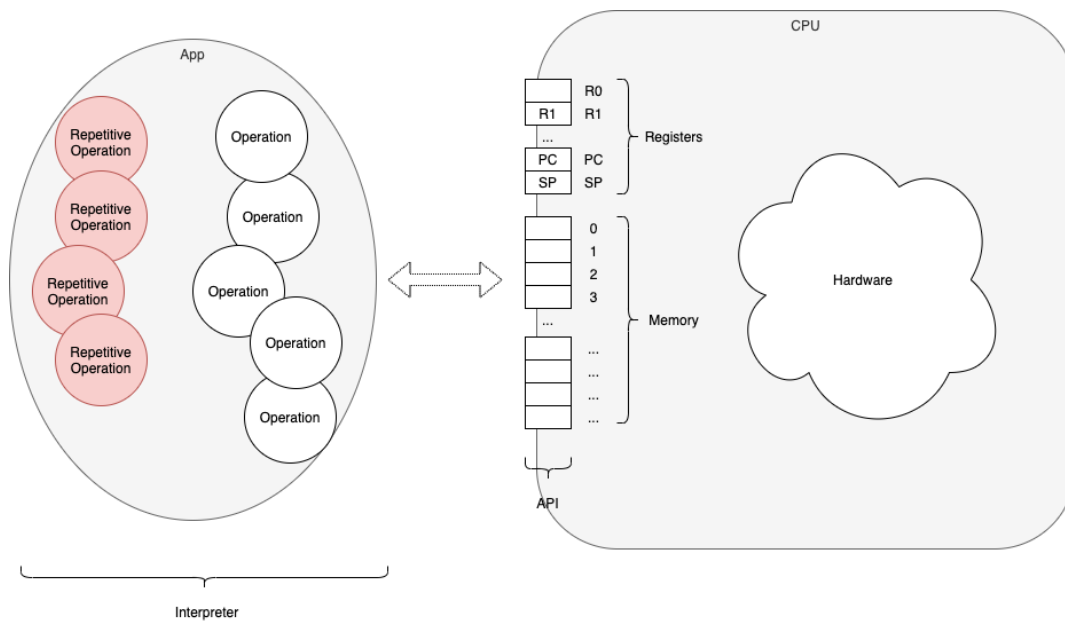 App
Repetitive
Operation
Repetitive
Operation
Repetitive
Operation
Repetitive
Operation
Operation
Operation
Operation
Operation
Operation
Interpreter
CPU
R0
R1 R1
...
PC PC
SP SP
Registers
0
1
2
3
...
...
...
...
...
Memory
API
Hardware